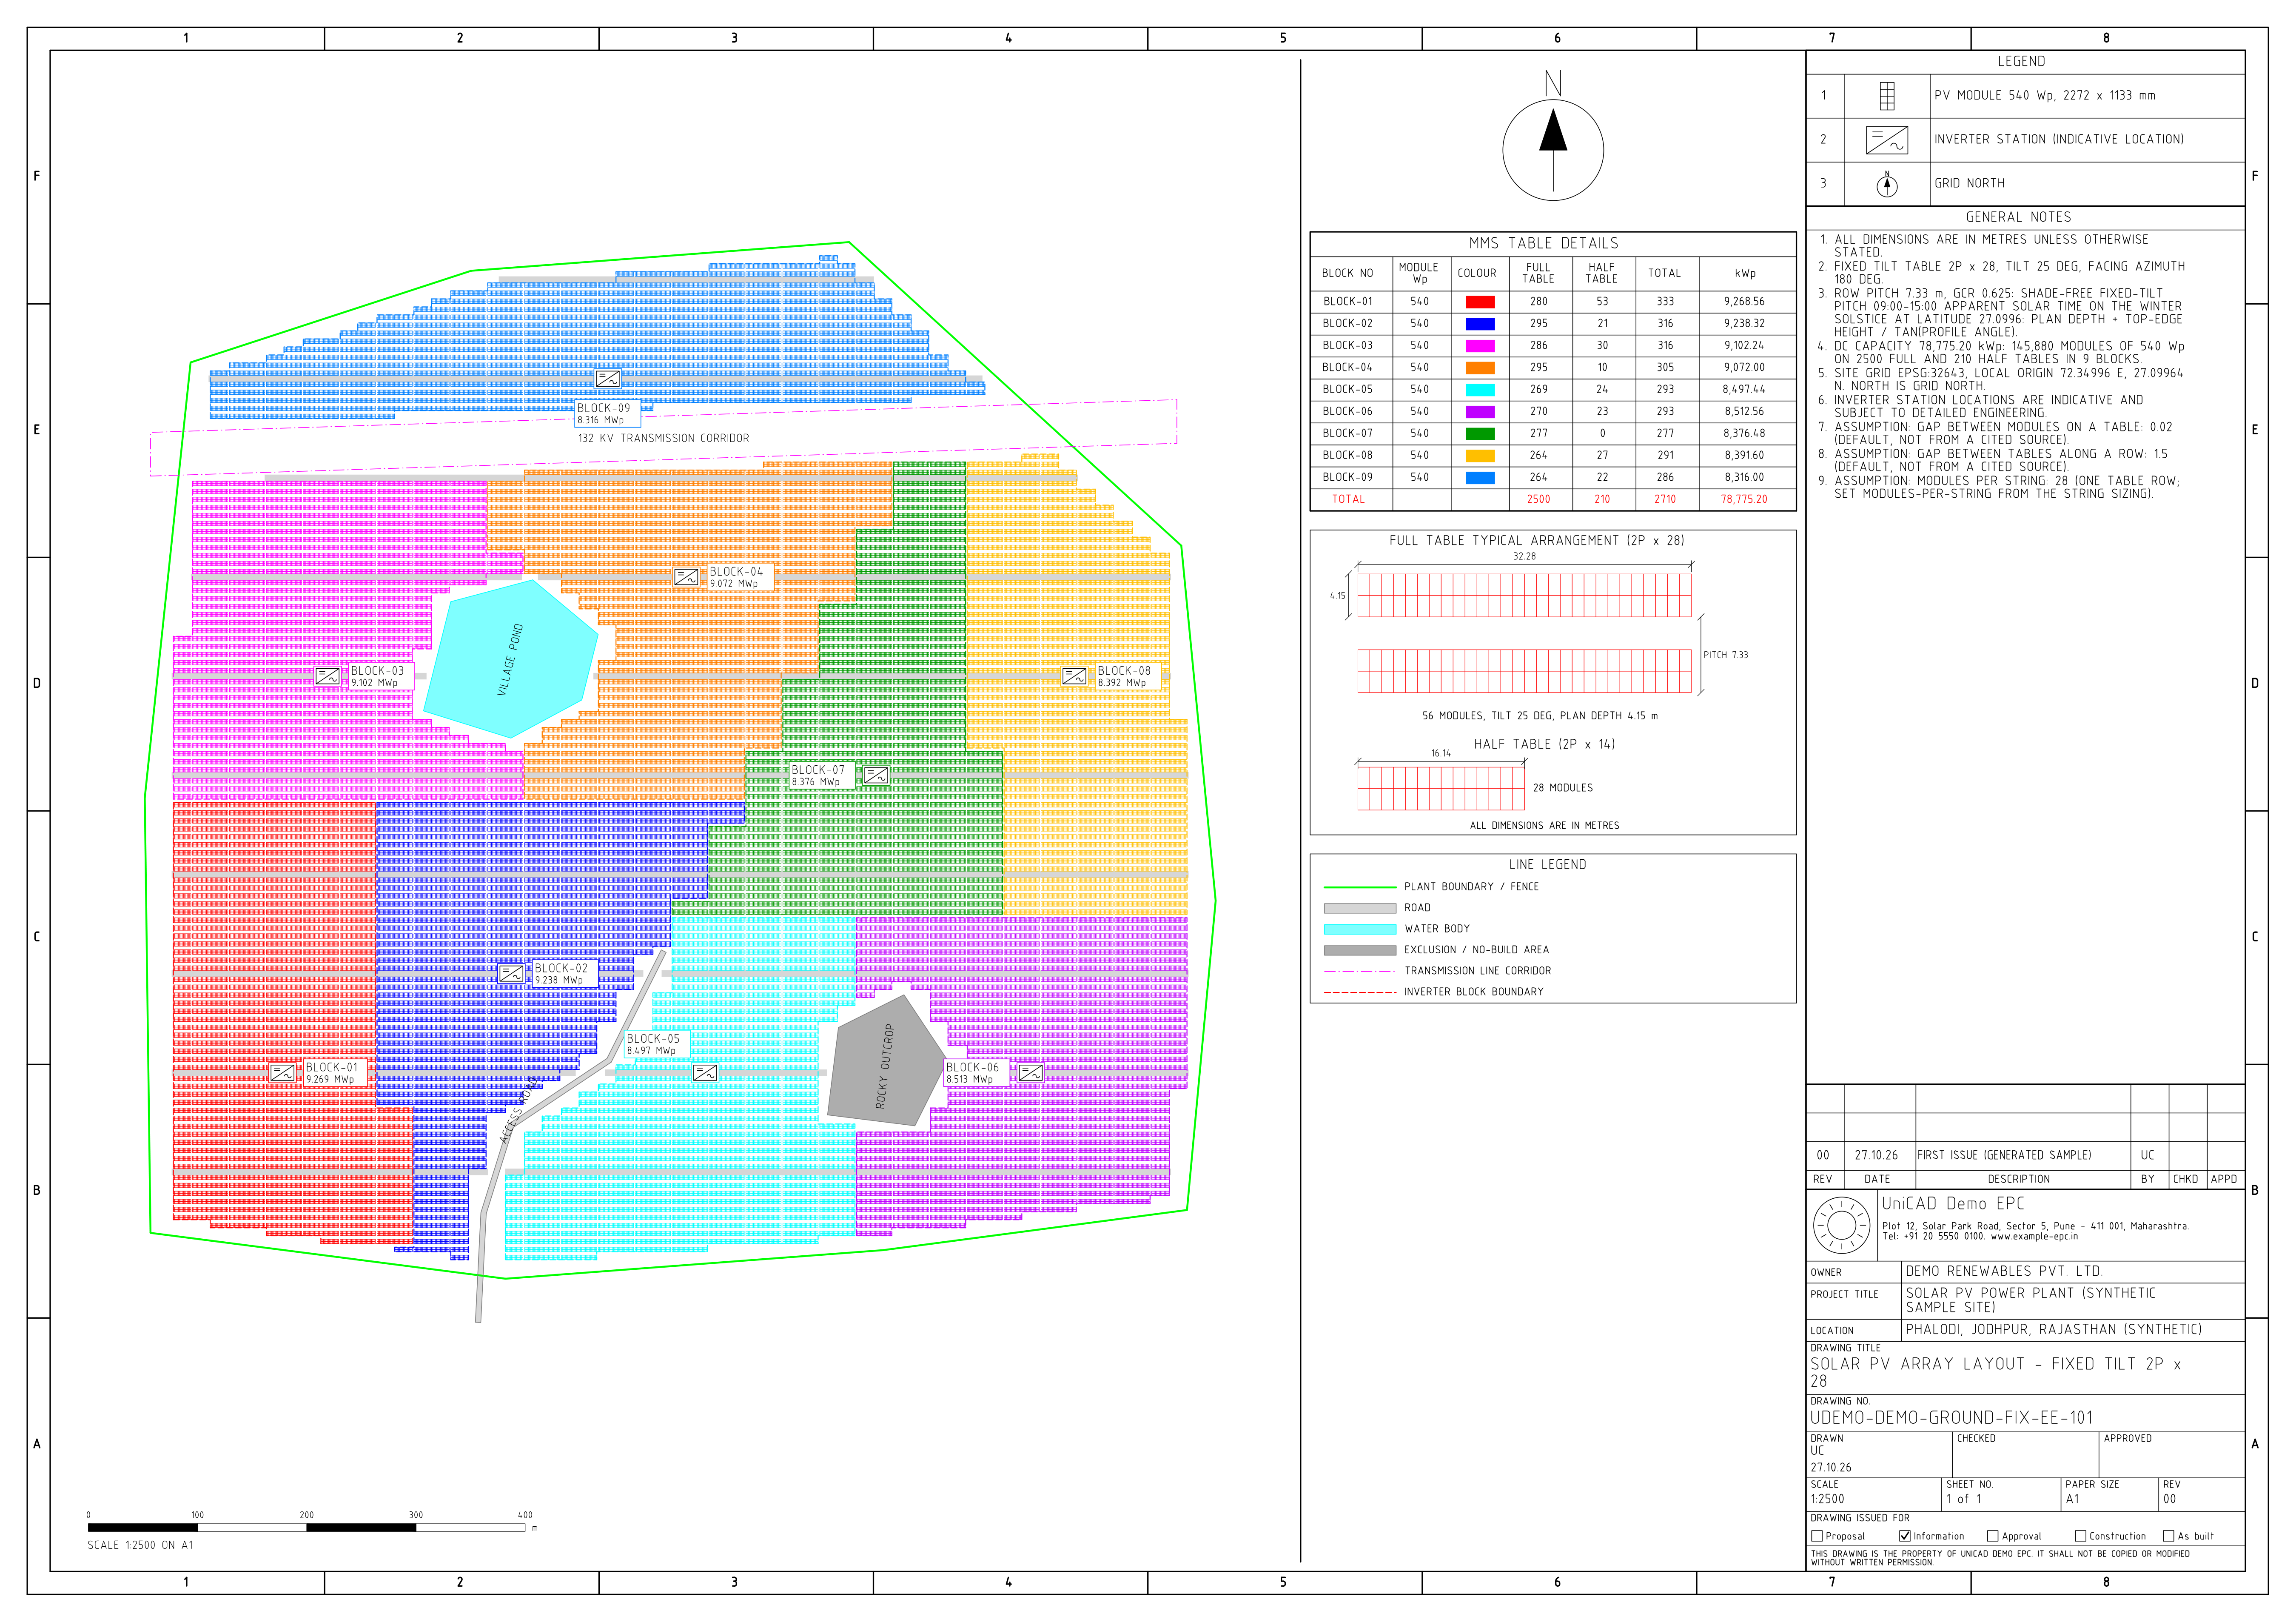 1 2 3 4 5 6 7 8
F
E
D
C
B
A
BLOCK-09
8.316 MWp
132 KV TRANSMISSION CORRIDOR
BLOCK-04
9.072 MWp
VILLAGE POND
BLOCK-03
9.102 MWp
BLOCK-08
8.392 MWp
BLOCK-07
8.376 MWp
BLOCK-02
9.238 MWp
BLOCK-05
8.497 MWp
ROCKY OUTCROP
BLOCK-01
9.269 MWp
BLOCK-06
8.513 MWp
ACCESS ROAD
0 100 200 300 400
m
SCALE 1:2500 ON A1
N
MMS TABLE DETAILS
BLOCK NO MODULE Wp COLOUR FULL TABLE HALF TABLE TOTAL kWp
BLOCK-01 540 280 53 333 9,268.56
BLOCK-02 540 295 21 316 9,238.32
BLOCK-03 540 286 30 316 9,102.24
BLOCK-04 540 295 10 305 9,072.00
BLOCK-05 540 269 24 293 8,497.44
BLOCK-06 540 270 23 293 8,512.56
BLOCK-07 540 277 0 277 8,376.48
BLOCK-08 540 264 27 291 8,391.60
BLOCK-09 540 264 22 286 8,316.00
TOTAL 2500 210 2710 78,775.20
FULL TABLE TYPICAL ARRANGEMENT (2P x 28)
32.28
4.15
PITCH 7.33
56 MODULES, TILT 25 DEG, PLAN DEPTH 4.15 m
HALF TABLE (2P x 14)
16.14
28 MODULES
ALL DIMENSIONS ARE IN METRES
LINE LEGEND
PLANT BOUNDARY / FENCE
ROAD
WATER BODY
EXCLUSION / NO-BUILD AREA
TRANSMISSION LINE CORRIDOR
INVERTER BLOCK BOUNDARY
LEGEND
1 PV MODULE 540 Wp, 2272 x 1133 mm
2 INVERTER STATION (INDICATIVE LOCATION)
3 N GRID NORTH
GENERAL NOTES
1. ALL DIMENSIONS ARE IN METRES UNLESS OTHERWISE
STATED.
2. FIXED TILT TABLE 2P x 28, TILT 25 DEG, FACING AZIMUTH
180 DEG.
3. ROW PITCH 7.33 m, GCR 0.625: SHADE-FREE FIXED-TILT
PITCH 09:00-15:00 APPARENT SOLAR TIME ON THE WINTER
SOLSTICE AT LATITUDE 27.0996: PLAN DEPTH + TOP-EDGE
HEIGHT / TAN(PROFILE ANGLE).
4. DC CAPACITY 78,775.20 kWp: 145,880 MODULES OF 540 Wp
ON 2500 FULL AND 210 HALF TABLES IN 9 BLOCKS.
5. SITE GRID EPSG:32643, LOCAL ORIGIN 72.34996 E, 27.09964
N. NORTH IS GRID NORTH.
6. INVERTER STATION LOCATIONS ARE INDICATIVE AND
SUBJECT TO DETAILED ENGINEERING.
7. ASSUMPTION: GAP BETWEEN MODULES ON A TABLE: 0.02
(DEFAULT, NOT FROM A CITED SOURCE).
8. ASSUMPTION: GAP BETWEEN TABLES ALONG A ROW: 1.5
(DEFAULT, NOT FROM A CITED SOURCE).
9. ASSUMPTION: MODULES PER STRING: 28 (ONE TABLE ROW;
SET MODULES-PER-STRING FROM THE STRING SIZING).
00 27.10.26 FIRST ISSUE (GENERATED SAMPLE) UC
REV DATE DESCRIPTION BY CHKD APPD
UniCAD Demo EPC
Plot 12, Solar Park Road, Sector 5, Pune - 411 001, Maharashtra.
Tel: +91 20 5550 0100. www.example-epc.in
OWNER DEMO RENEWABLES PVT. LTD.
PROJECT TITLE SOLAR PV POWER PLANT (SYNTHETIC
SAMPLE SITE)
LOCATION PHALODI, JODHPUR, RAJASTHAN (SYNTHETIC)
DRAWING TITLE
SOLAR PV ARRAY LAYOUT - FIXED TILT 2P x
28
DRAWING NO.
UDEMO-DEMO-GROUND-FIX-EE-101
DRAWN CHECKED APPROVED
UC
27.10.26
SCALE SHEET NO. PAPER SIZE REV
1:2500 1 of 1 A1 00
DRAWING ISSUED FOR
Proposal Information Approval Construction As built
THIS DRAWING IS THE PROPERTY OF UNICAD DEMO EPC. IT SHALL NOT BE COPIED OR MODIFIED
WITHOUT WRITTEN PERMISSION.
F
E
D
C
B
A
1 2 3 4 5 6 7 8